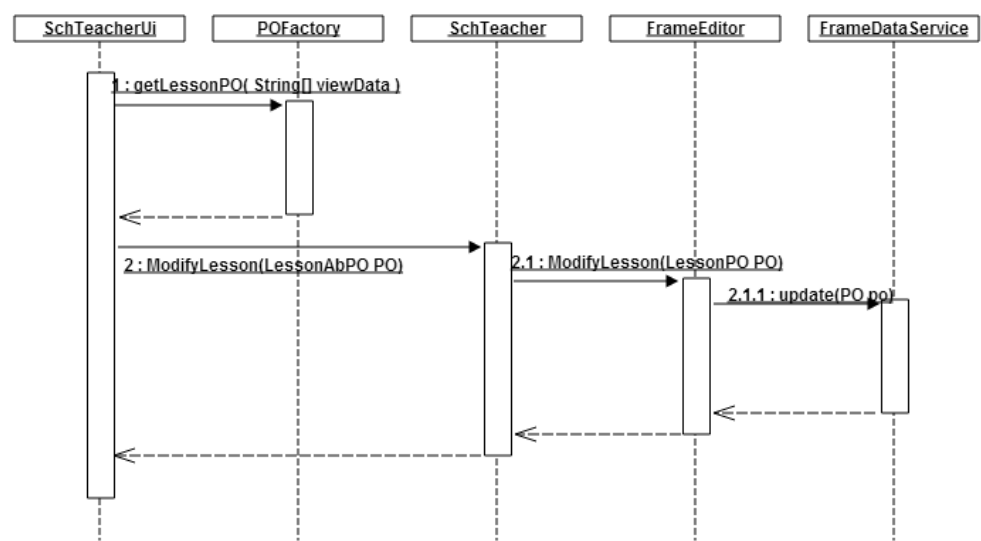 SchTeacherUi
POFactory
SchTeacher
FrameEditor
FrameDataService
1 : getLessonPO( String[] viewData )
2 : ModifyLesson(LessonAbPO PO)
2.1 : ModifyLesson(LessonPO PO)
2.1.1 : update(PO po)